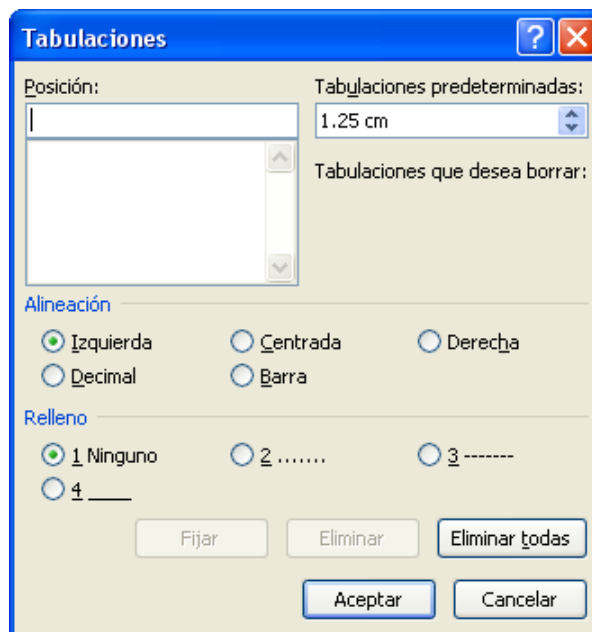 Tabulaciones
Posición: Tabulaciones predeterminadas:
1.25 cm
Tabulaciones que desea borrar:
Alineación
Izquierda Centrada Derecha
Decimal Barra
Relleno
1 Ninguno 2 ....... 3 -------
4 ____
Fijar Eliminar Eliminar todas
Aceptar Cancelar